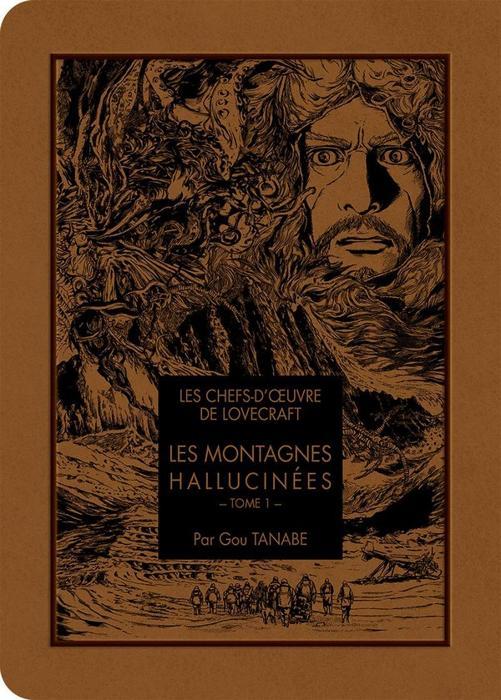 LES CHEFS-D'ŒUVRE
DE LOVECRAFT
LES MONTAGNES
HALLUCINÉES
– TOME 1 –
Par Gou TANABE